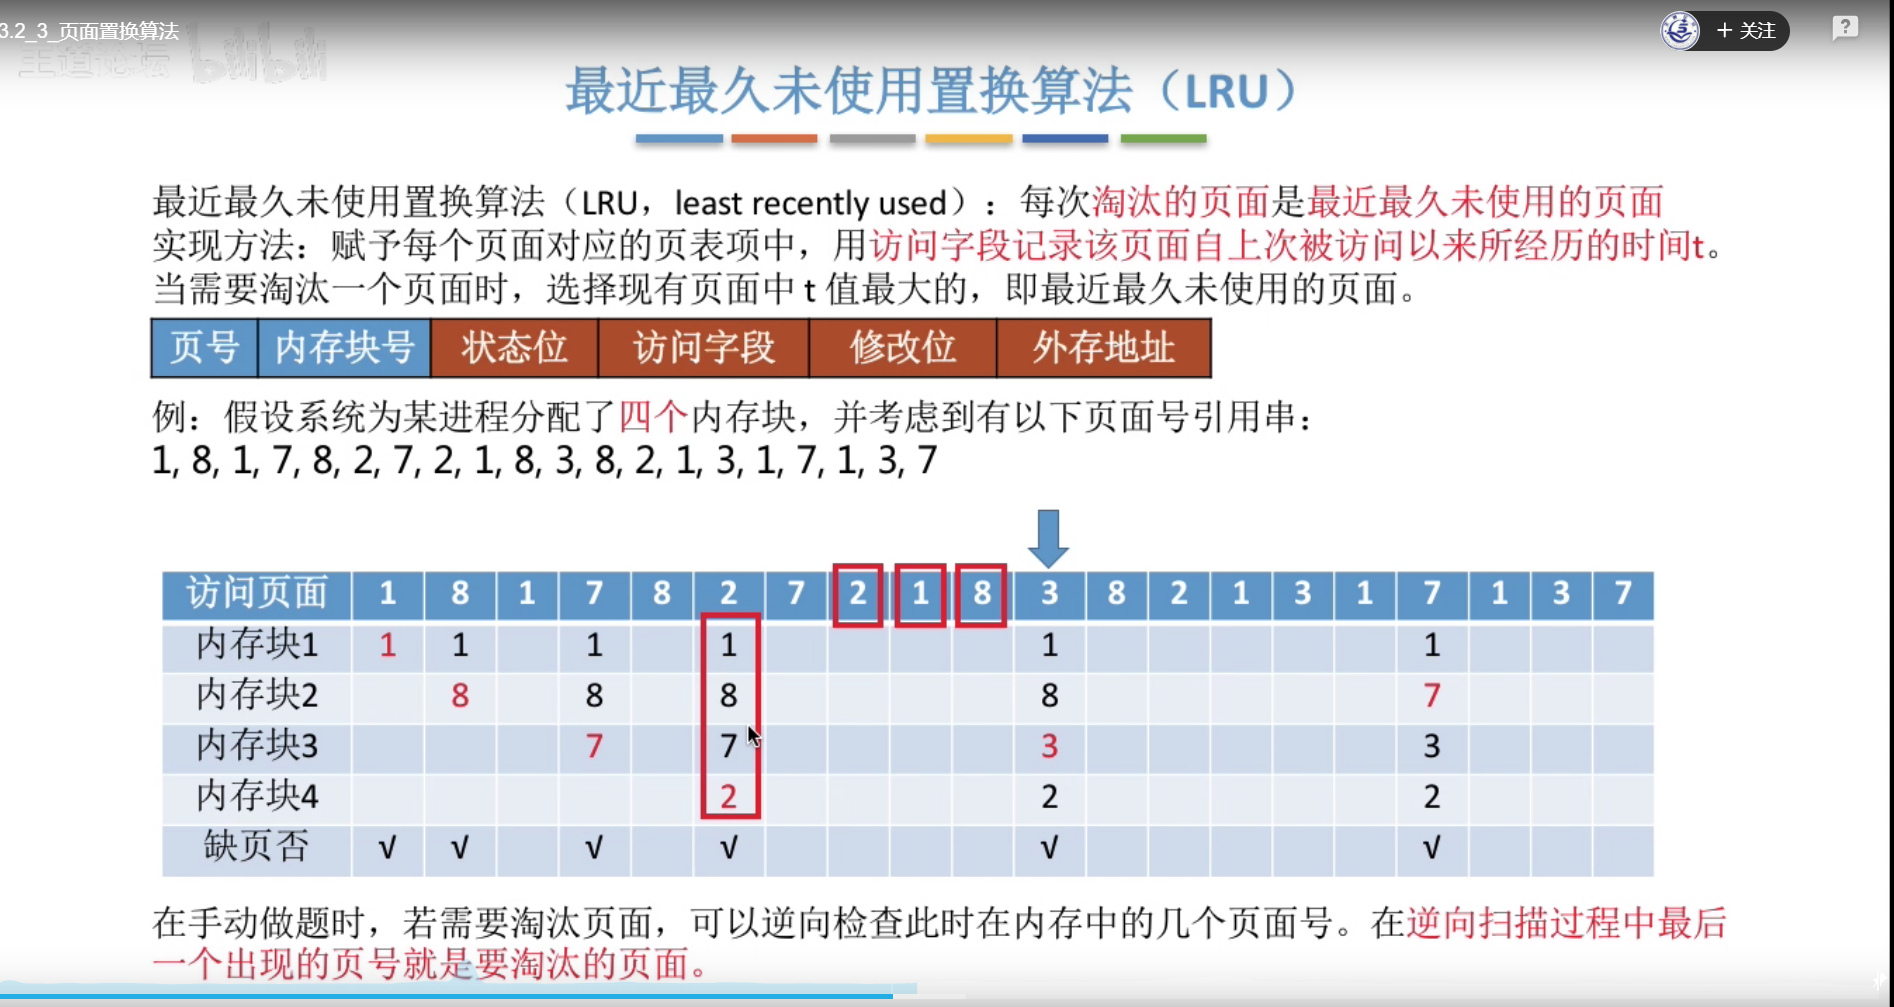 3.2_3_页面置换算法
王道论坛 bilibili
+ 关注
?
最近最久未使用置换算法（LRU）
最近最久未使用置换算法（LRU，least recently used）：每次淘汰的页面是最近最久未使用的页面
实现方法：赋予每个页面对应的页表项中，用访问字段记录该页面自上次被访问以来所经历的时间t。
当需要淘汰一个页面时，选择现有页面中 t 值最大的，即最近最久未使用的页面。
页号 内存块号 状态位 访问字段 修改位 外存地址
例：假设系统为某进程分配了四个内存块，并考虑到有以下页面号引用串：
1, 8, 1, 7, 8, 2, 7, 2, 1, 8, 3, 8, 2, 1, 3, 1, 7, 1, 3, 7
访问页面 1 8 1 7 8 2 7 2 1 8 3 8 2 1 3 1 7 1 3 7
内存块1 1 1 1 1 1 1
内存块2 8 8 8 8 7
内存块3 7 7 3 3
内存块4 2 2 2
缺页否 √ √ √ √ √ √
在手动做题时，若需要淘汰页面，可以逆向检查此时在内存中的几个页面号。在逆向扫描过程中最后
一个出现的页号就是要淘汰的页面。